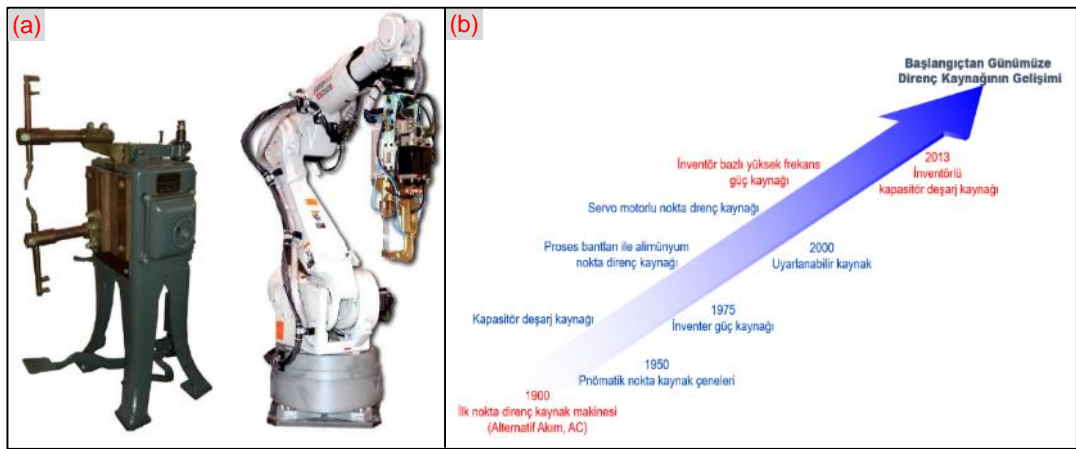 (a)
(b)
Başlangıçtan Günümüze
Direnç Kaynağının Gelişimi
İnventör bazlı yüksek frekans
güç kaynağı
2013
İnventörlü
kapasitör deşarj kaynağı
Servo motorlu nokta drenç kaynağı
Proses bantları ile alimünyum
nokta direnç kaynağı
2000
Uyarlanabilir kaynak
Kapasitör deşarj kaynağı
1975
İnventer güç kaynağı
1950
Pnömatik nokta kaynak çeneleri
1900
İlk nokta direnç kaynak makinesi
(Alternatif Akım, AC)